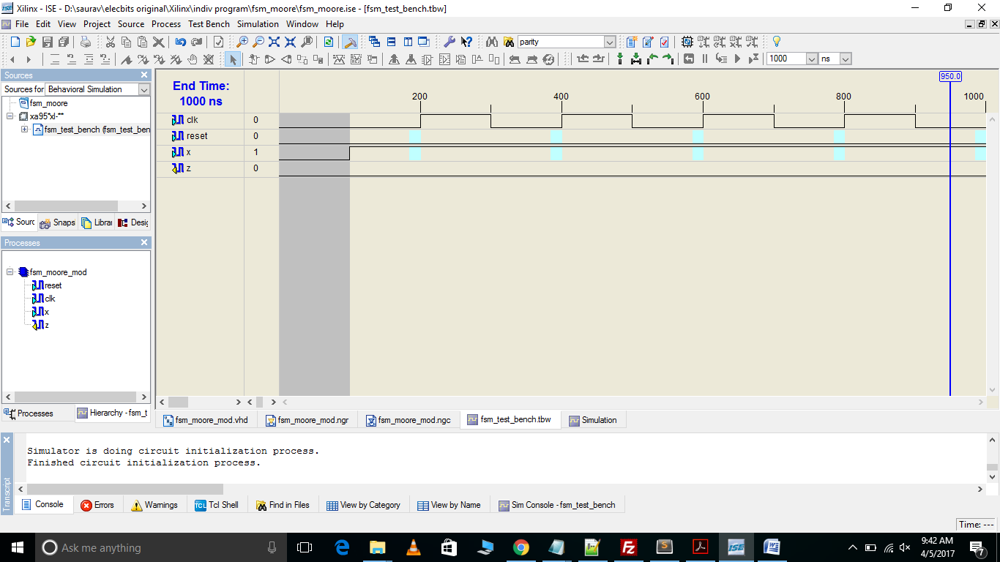 Xilinx - ISE - D:\saurav\elecbits original\Xilinx\indiv program\fsm_moore\fsm_moore.ise - [fsm_test_bench.tbw]
File Edit View Project Source Process Test Bench Simulation Window Help
parity
1000 ns
Sources
Sources for Behavioral Simulation
fsm_moore
xa95*xl-**
fsm_test_bench (fsm_test_ben
Sourc Snaps Librar Desig
Processes
fsm_moore_mod
reset
clk
x
z
Processes Hierarchy - fsm_t
End Time:
1000 ns
950.0
200 400 600 800 1000
clk 0
reset 0
x 1
z 0
fsm_moore_mod.vhd fsm_moore_mod.ngr fsm_moore_mod.ngc fsm_test_bench.tbw Simulation
Simulator is doing circuit initialization process.
Finished circuit initialization process.
Transcript
Console Errors Warnings Tcl Shell Find in Files View by Category View by Name Sim Console - fsm_test_bench
Time: ---
Ask me anything
9:42 AM
4/5/2017
7